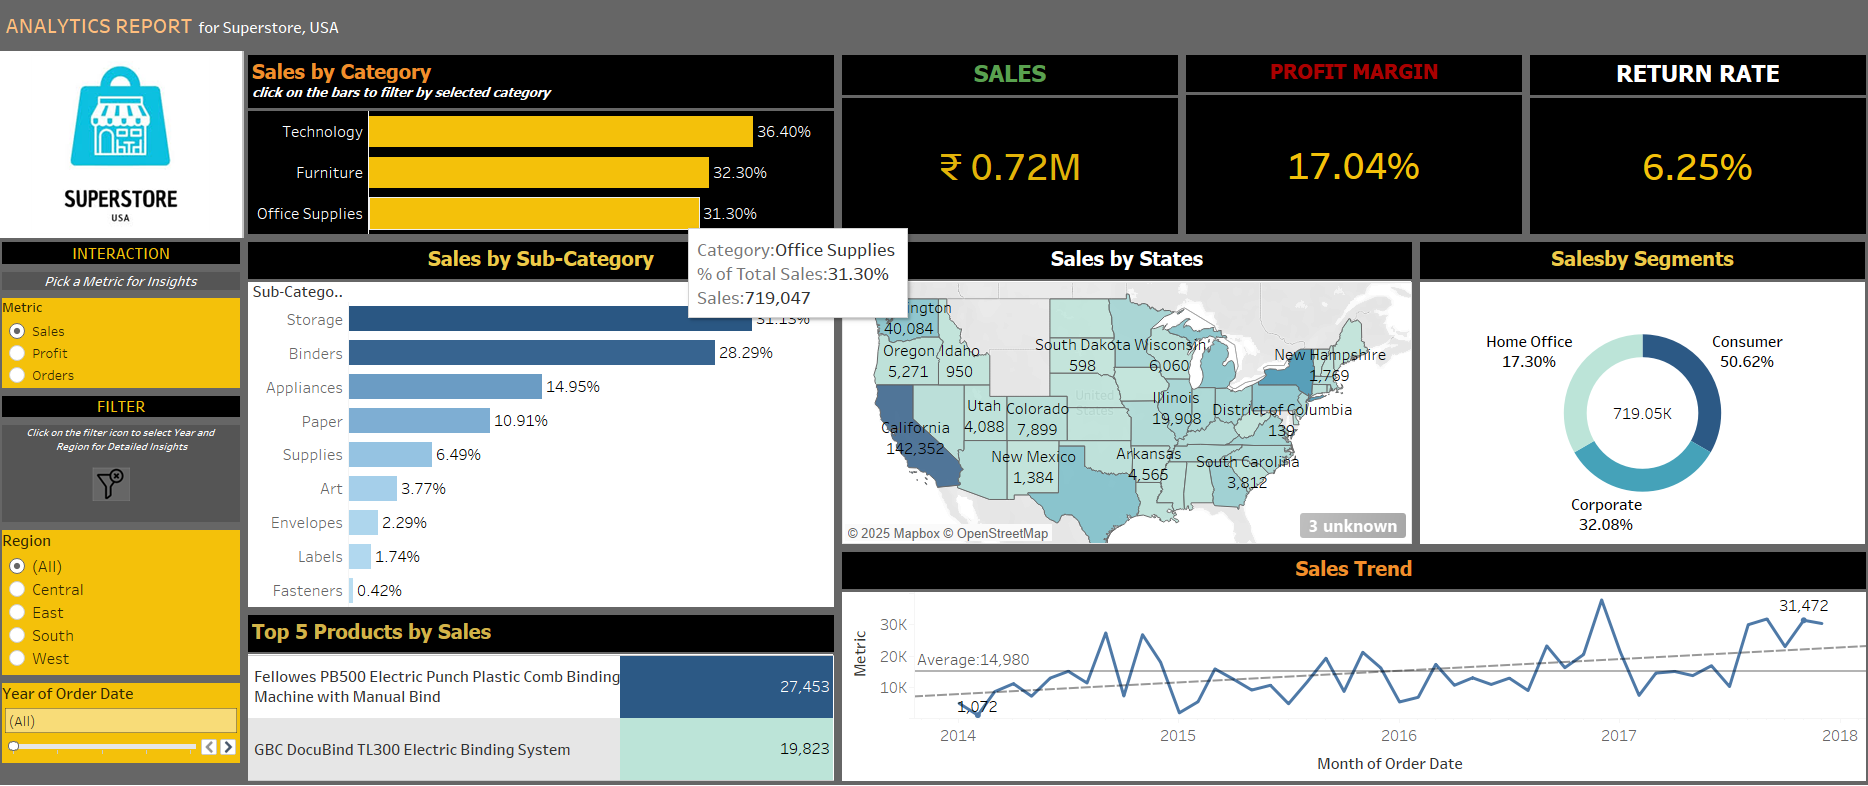 ANALYTICS REPORT for Superstore, USA
SUPERSTORE
USA
INTERACTION
Pick a Metric for Insights
Metric
Sales
Profit
Orders
FILTER
Click on the filter icon to select Year and
Region for Detailed Insights
Region
(All)
Central
East
South
West
Year of Order Date
(All)
Sales by Category
click on the bars to filter by selected category
Technology 36.40%
Furniture 32.30%
Office Supplies 31.30%
Category:Office Supplies
% of Total Sales:31.30%
Sales:719,047
SALES
₹ 0.72M
PROFIT MARGIN
17.04%
RETURN RATE
6.25%
Sales by Sub-Category
Sub-Catego..
Storage 31.13%
Binders 28.29%
Appliances 14.95%
Paper 10.91%
Supplies 6.49%
Art 3.77%
Envelopes 2.29%
Labels 1.74%
Fasteners 0.42%
Top 5 Products by Sales
Fellowes PB500 Electric Punch Plastic Comb Binding
Machine with Manual Bind
27,453
GBC DocuBind TL300 Electric Binding System 19,823
Sales by States
ington
40,084
Oregon
5,271
Idaho
950
South Dakota
598
Wisconsin
6,060
New Hampshire
1,769
United
States
Utah
4,088
Colorado
7,899
Illinois
19,908
District of Columbia
139
California
142,352
New Mexico
1,384
Arkansas
4,565
South Carolina
3,812
3 unknown
© 2025 Mapbox © OpenStreetMap
Salesby Segments
Home Office
17.30%
Consumer
50.62%
719.05K
Corporate
32.08%
Sales Trend
Metric
30K
20K
10K
Average:14,980
1,072
31,472
2014 2015 2016 2017 2018
Month of Order Date